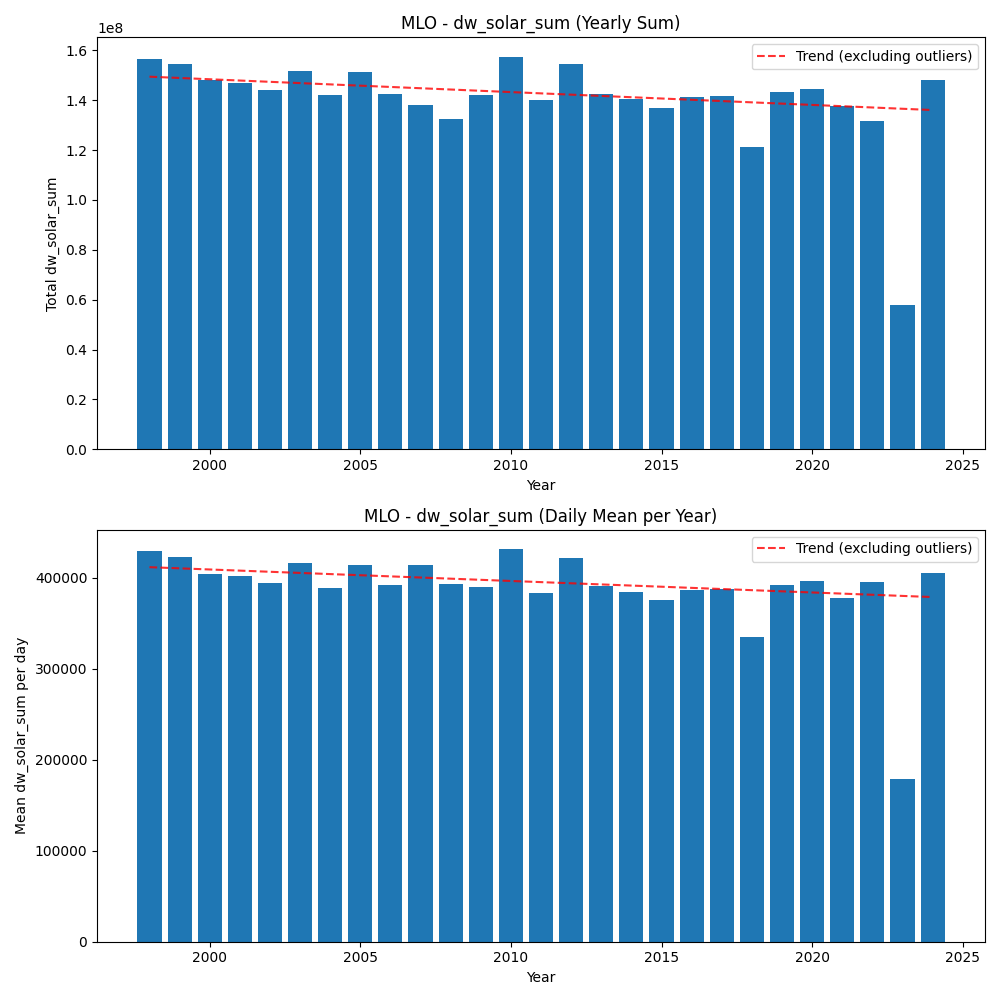 MLO - dw_solar_sum (Yearly Sum)
1e8
Trend (excluding outliers)
1.6
1.4
1.2
1.0
0.8
0.6
0.4
0.2
0.0
Total dw_solar_sum
2000 2005 2010 2015 2020 2025
Year
MLO - dw_solar_sum (Daily Mean per Year)
Trend (excluding outliers)
400000
300000
200000
100000
0
Mean dw_solar_sum per day
2000 2005 2010 2015 2020 2025
Year